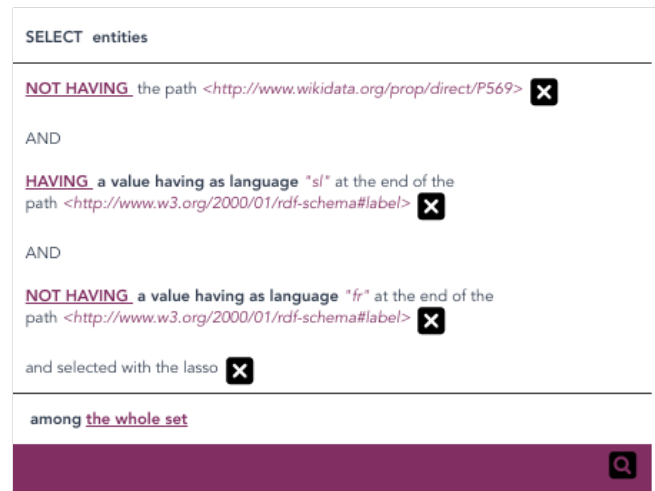 SELECT entities
NOT HAVING the path <http://www.wikidata.org/prop/direct/P569>
AND
HAVING a value having as language "sl" at the end of the
path <http://www.w3.org/2000/01/rdf-schema#label>
AND
NOT HAVING a value having as language "fr" at the end of the
path <http://www.w3.org/2000/01/rdf-schema#label>
and selected with the lasso
among the whole set